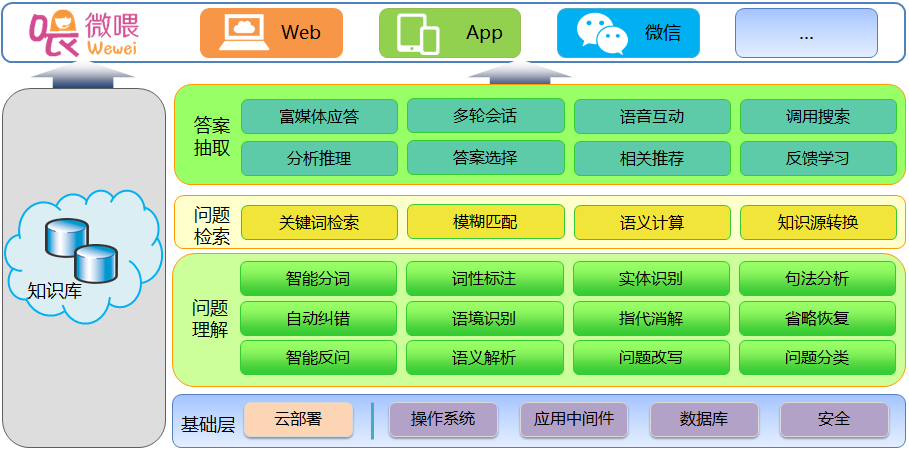 喂 微喂
Wewei
Web
App
微信
...
答案
抽取
富媒体应答
多轮会话
语音互动
调用搜索
分析推理
答案选择
相关推荐
反馈学习
问题
检索
关键词检索
模糊匹配
语义计算
知识源转换
知识库
问题
理解
智能分词
词性标注
实体识别
句法分析
自动纠错
语境识别
指代消解
省略恢复
智能反问
语义解析
问题改写
问题分类
基础层
云部署
操作系统
应用中间件
数据库
安全